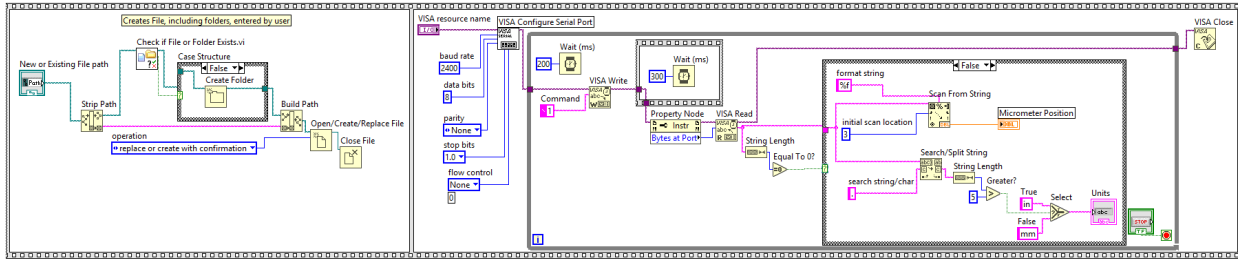 Creates File, including folders, entered by user
Check if File or Folder Exists.vi
New or Existing File path
Path
Case Structure
False
Create Folder
Strip Path
Build Path
Open/Create/Replace File
operation
replace or create with confirmation
Close File
VISA resource name
I/O
VISA Configure Serial Port
baud rate
2400
data bits
8
parity
None
stop bits
1.0
flow control
None
0
Wait (ms)
200
Command
1
VISA Write
Wait (ms)
300
Property Node
Instr
Bytes at Port
VISA Read
String Length
Equal To 0?
False
format string
%f
Scan From String
initial scan location
3
Micrometer Position
DBL
Search/Split String
search string/char
.
String Length
Greater?
5
True
in
False
mm
Select
Units
abc
STOP
TF
i
VISA Close